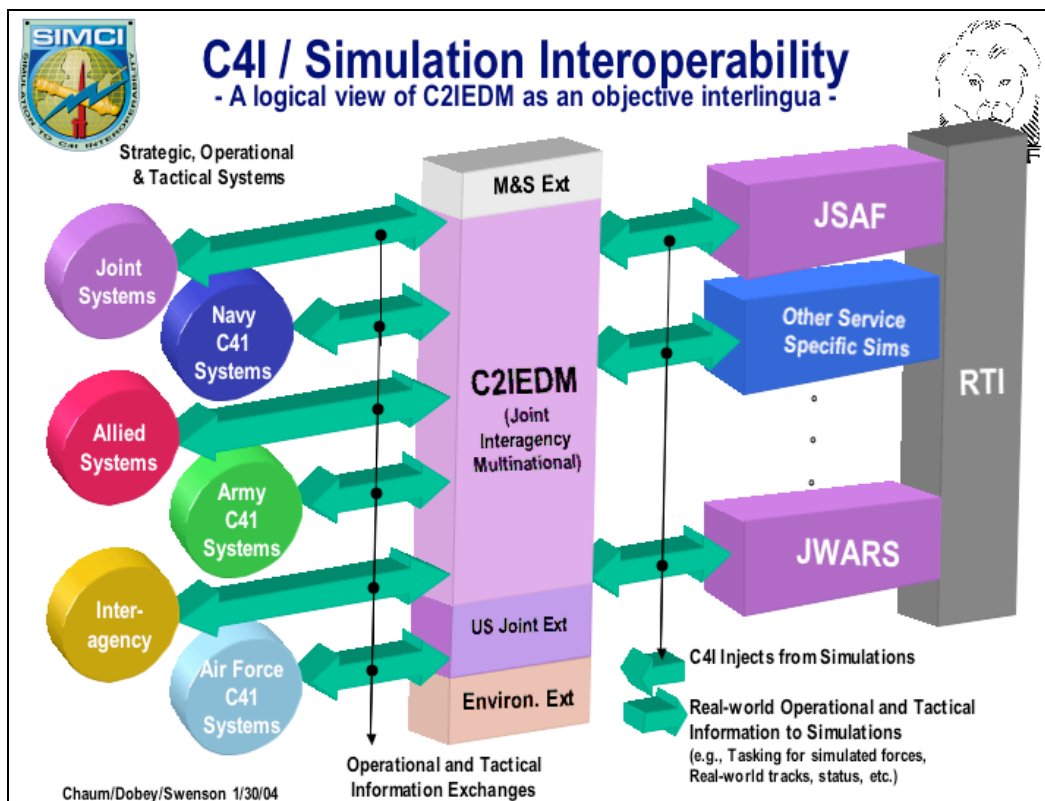 SIMCI
SIMULATION TO C4I INTEROPERABILITY
C4I / Simulation Interoperability
- A logical view of C2IEDM as an objective interlingua -
Strategic, Operational
& Tactical Systems
Joint
Systems
Navy
C41
Systems
Allied
Systems
Army
C41
Systems
Inter-
agency
Air Force
C41
Systems
M&S Ext
C2IEDM
(Joint
Interagency
Multinational)
US Joint Ext
Environ. Ext
JSAF
Other Service
Specific Sims
JWARS
RTI
Operational and Tactical
Information Exchanges
C4I Injects from Simulations
Real-world Operational and Tactical
Information to Simulations
(e.g., Tasking for simulated forces,
Real-world tracks, status, etc.)
Chaum/Dobey/Swenson 1/30/04